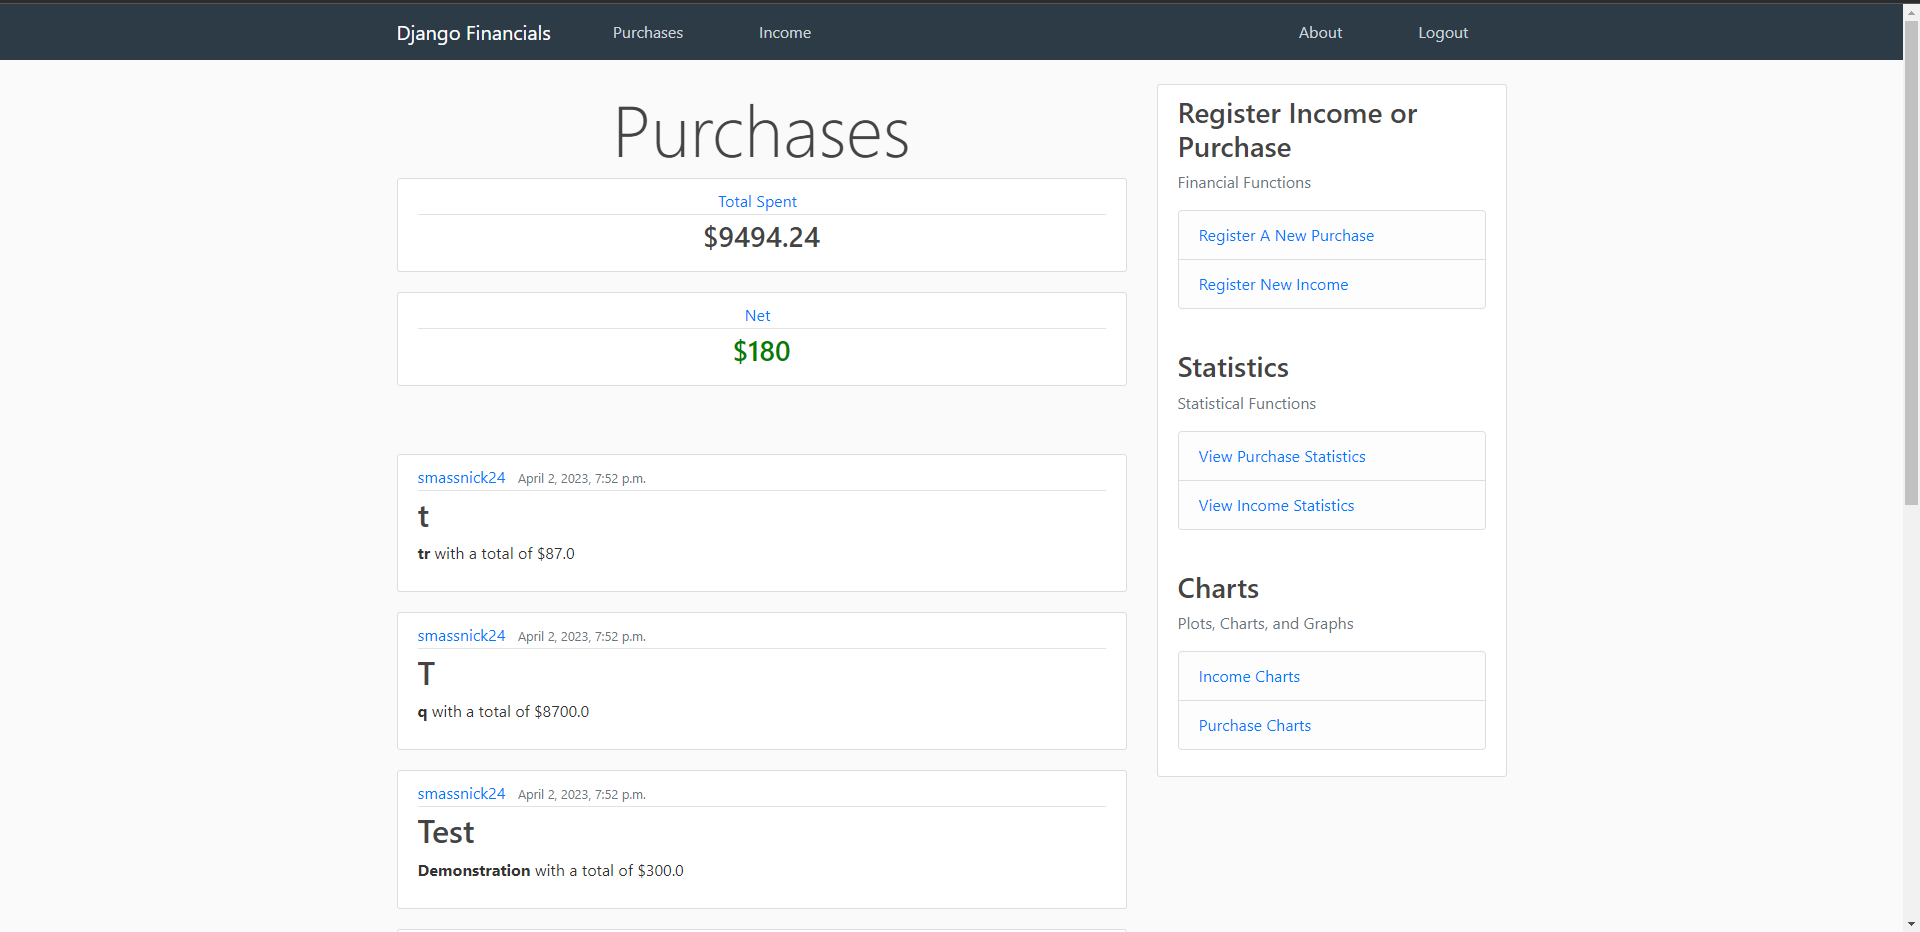 Django Financials Purchases Income About Logout
Purchases
Total Spent
$9494.24
Net
$180
smassnick24 April 2, 2023, 7:52 p.m.
t
tr with a total of $87.0
smassnick24 April 2, 2023, 7:52 p.m.
T
q with a total of $8700.0
smassnick24 April 2, 2023, 7:52 p.m.
Test
Demonstration with a total of $300.0
Register Income or
Purchase
Financial Functions
Register A New Purchase
Register New Income
Statistics
Statistical Functions
View Purchase Statistics
View Income Statistics
Charts
Plots, Charts, and Graphs
Income Charts
Purchase Charts